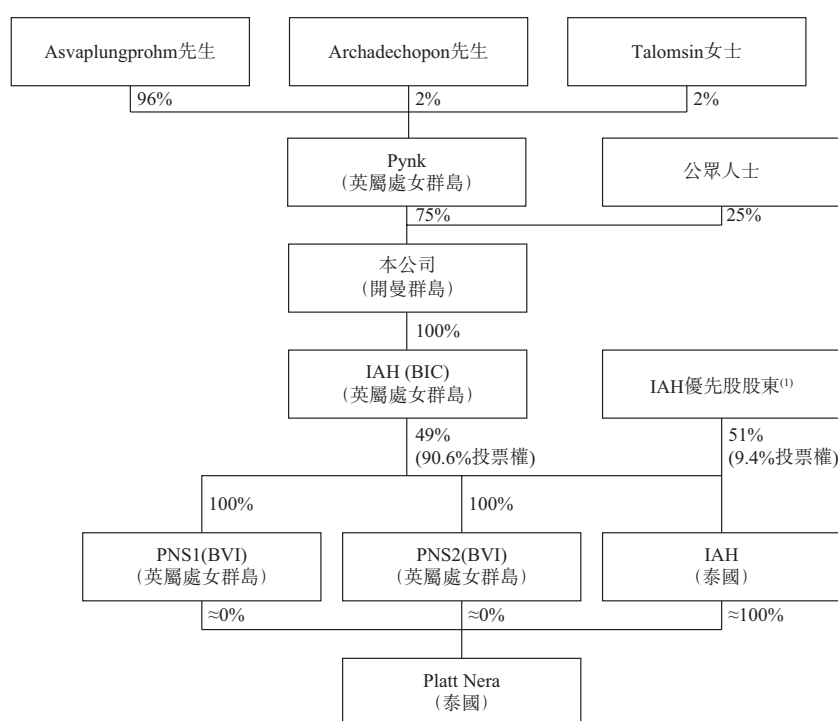 Asvaplungprohm先生
Archadechopon先生
Talomsin女士
96%
2%
2%
Pynk
（英屬處女群島）
公眾人士
75%
25%
本公司
（開曼群島）
100%
IAH (BIC)
（英屬處女群島）
IAH優先股股東(1)
49%
(90.6%投票權)
51%
(9.4%投票權)
100%
100%
PNS1(BVI)
（英屬處女群島）
PNS2(BVI)
（英屬處女群島）
IAH
（泰國）
≈0%
≈0%
≈100%
Platt Nera
（泰國）